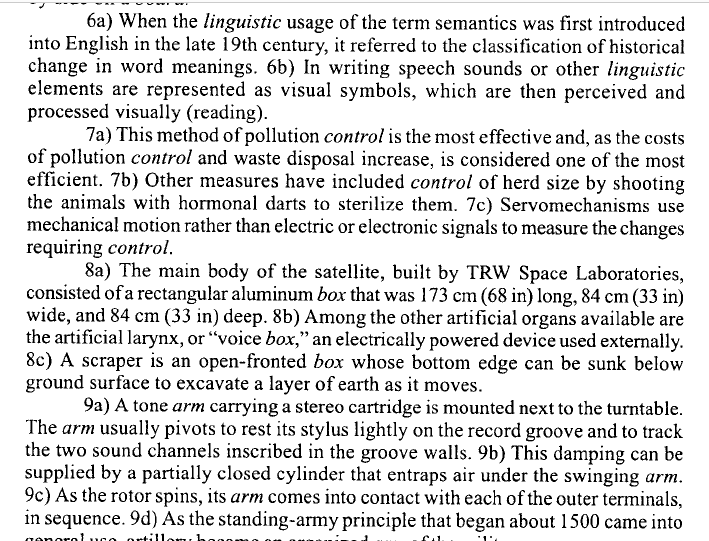 6a) When the linguistic usage of the term semantics was first introduced
into English in the late 19th century, it referred to the classification of historical
change in word meanings. 6b) In writing speech sounds or other linguistic
elements are represented as visual symbols, which are then perceived and
processed visually (reading).
7a) This method of pollution control is the most effective and, as the costs
of pollution control and waste disposal increase, is considered one of the most
efficient. 7b) Other measures have included control of herd size by shooting
the animals with hormonal darts to sterilize them. 7c) Servomechanisms use
mechanical motion rather than electric or electronic signals to measure the changes
requiring control.
8a) The main body of the satellite, built by TRW Space Laboratories,
consisted of a rectangular aluminum box that was 173 cm (68 in) long, 84 cm (33 in)
wide, and 84 cm (33 in) deep. 8b) Among the other artificial organs available are
the artificial larynx, or “voice box,” an electrically powered device used externally.
8c) A scraper is an open-fronted box whose bottom edge can be sunk below
ground surface to excavate a layer of earth as it moves.
9a) A tone arm carrying a stereo cartridge is mounted next to the turntable.
The arm usually pivots to rest its stylus lightly on the record groove and to track
the two sound channels inscribed in the groove walls. 9b) This damping can be
supplied by a partially closed cylinder that entraps air under the swinging arm.
9c) As the rotor spins, its arm comes into contact with each of the outer terminals,
in sequence. 9d) As the standing-army principle that began about 1500 came into